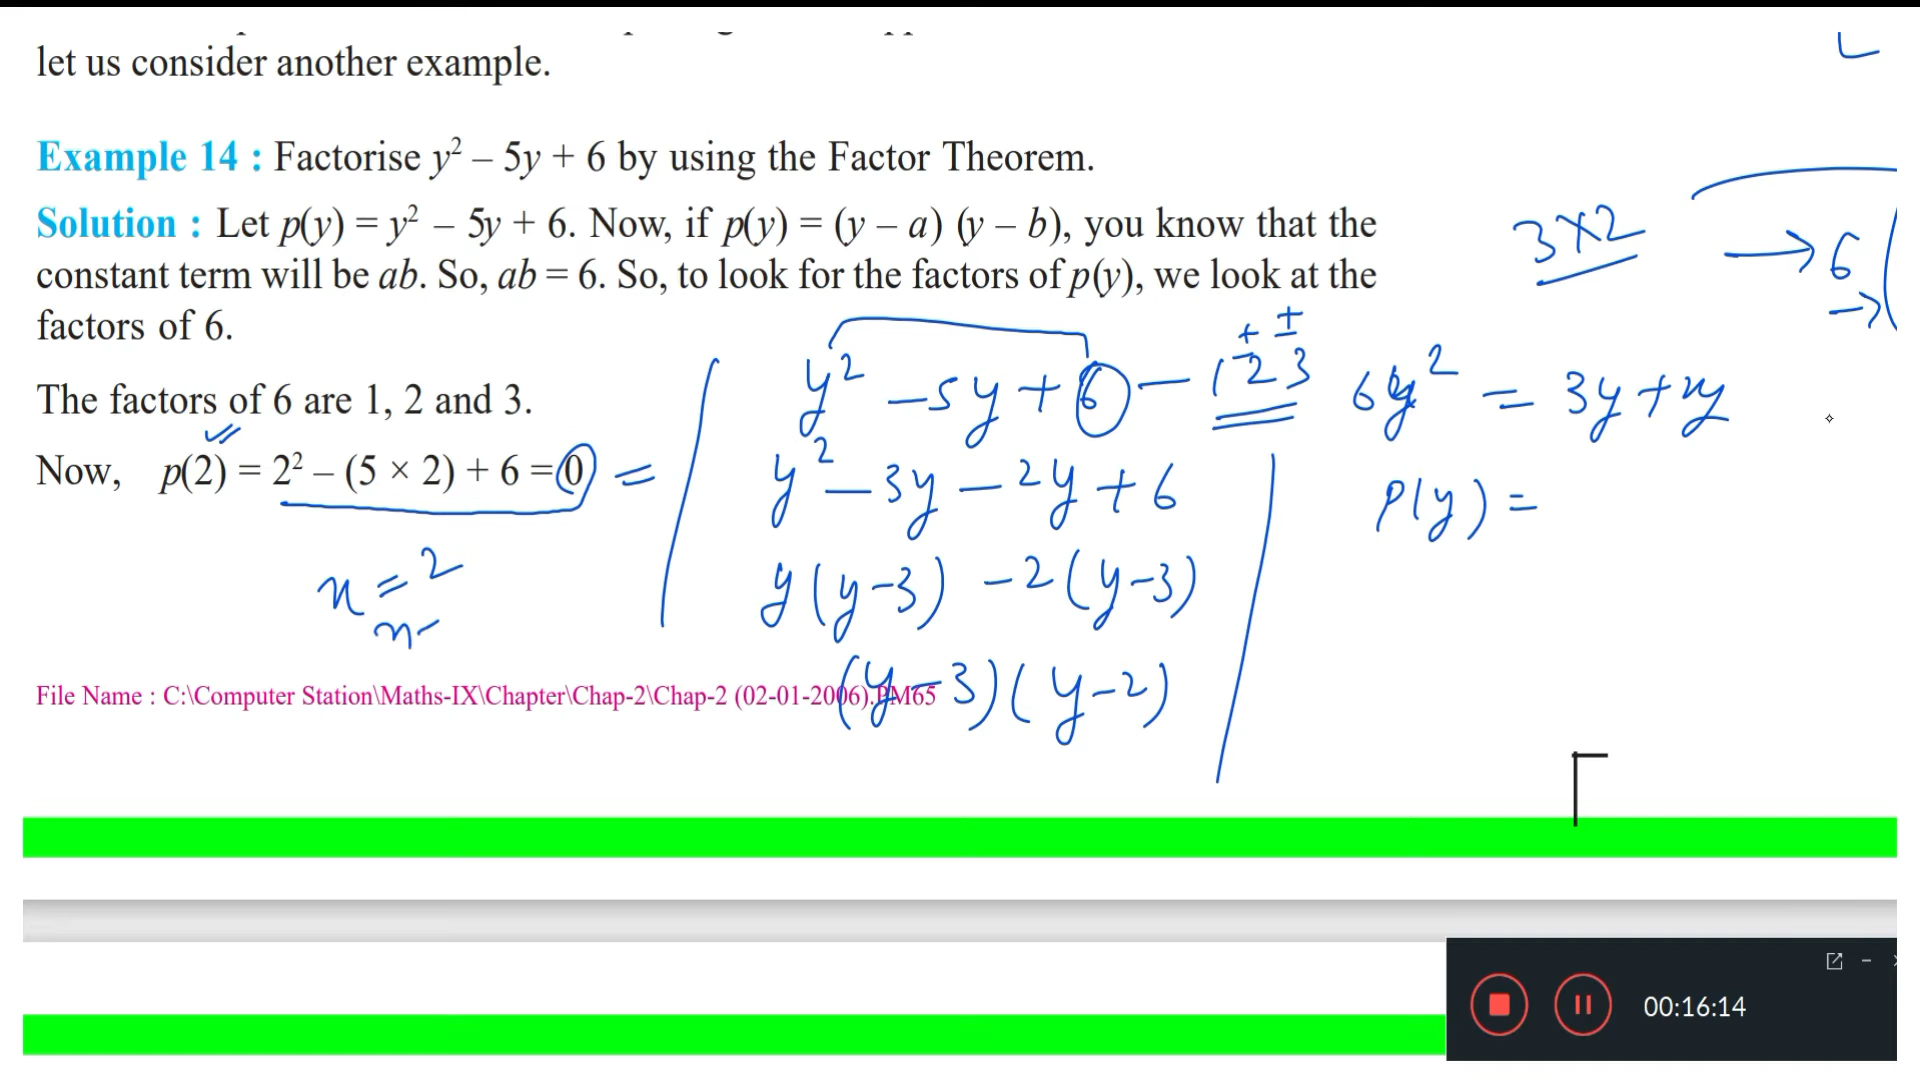 let us consider another example.
Example 14 : Factorise y² – 5y + 6 by using the Factor Theorem.
Solution : Let p(y) = y² – 5y + 6. Now, if p(y) = (y – a) (y – b), you know that the
constant term will be ab. So, ab = 6. So, to look for the factors of p(y), we look at the
factors of 6.
The factors of 6 are 1, 2 and 3.
Now, p(2) = 2² – (5 × 2) + 6 = 0 =
x = 2
y² – 5y + 6 – 1 2 3
y² – 3y – 2y + 6
y(y–3) –2(y–3)
(y–3)(y–2)
3×2 → 6
= 3y +
p(y) =
File Name : C:\Computer Station\Maths-IX\Chapter\Chap-2\Chap-2 (02-01-2006).PM65
00:16:14